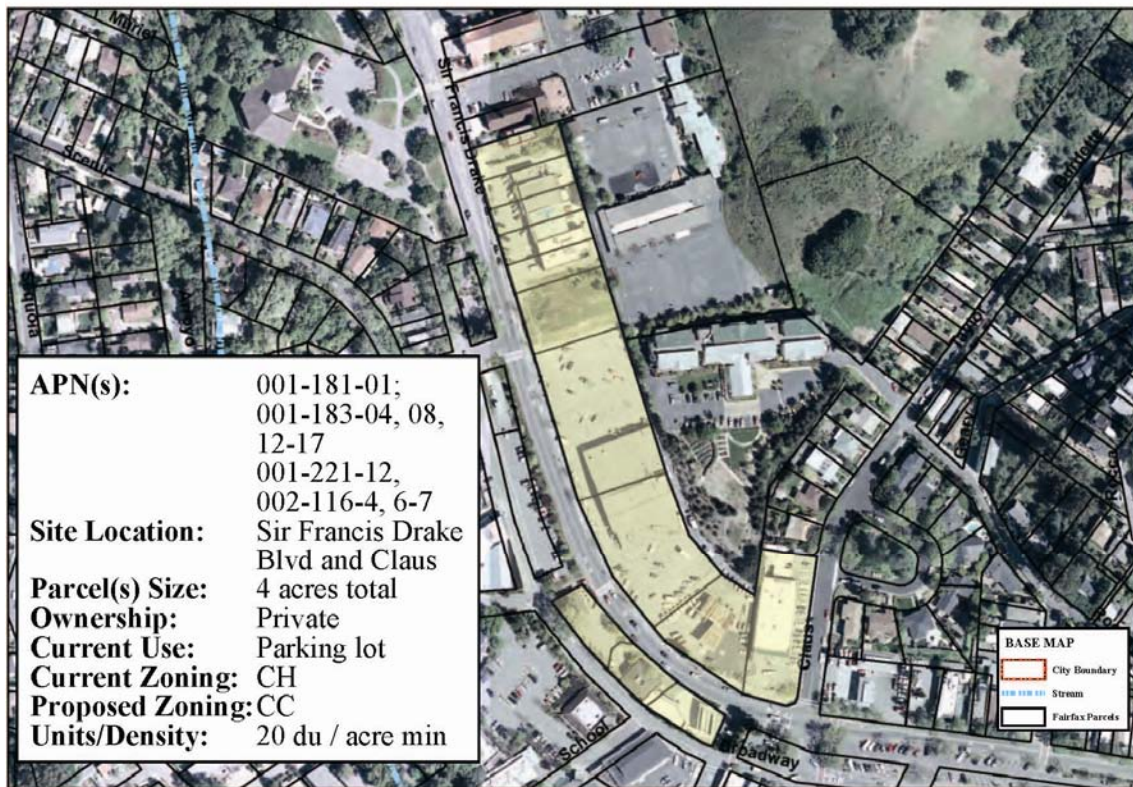 Scenic
Sir Francis Drake
APN(s): 001-181-01;
001-183-04, 08,
12-17
001-221-12,
002-116-4, 6-7
Site Location: Sir Francis Drake
Blvd and Claus
Parcel(s) Size: 4 acres total
Ownership: Private
Current Use: Parking lot
Current Zoning: CH
Proposed Zoning: CC
Units/Density: 20 du / acre min
Claus
School
Broadway
Taylor
BASE MAP
City Boundary
Stream
Fairfax Parcels